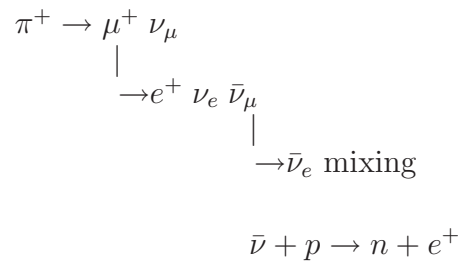 π⁺ → μ⁺ ν_μ
|
→e⁺ ν_e ν̄_μ
|
→ν̄_e mixing
ν̄ + p → n + e⁺